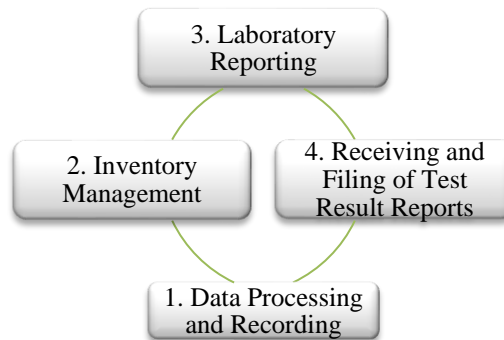 3. Laboratory
Reporting
2. Inventory
Management
4. Receiving and
Filing of Test
Result Reports
1. Data Processing
and Recording